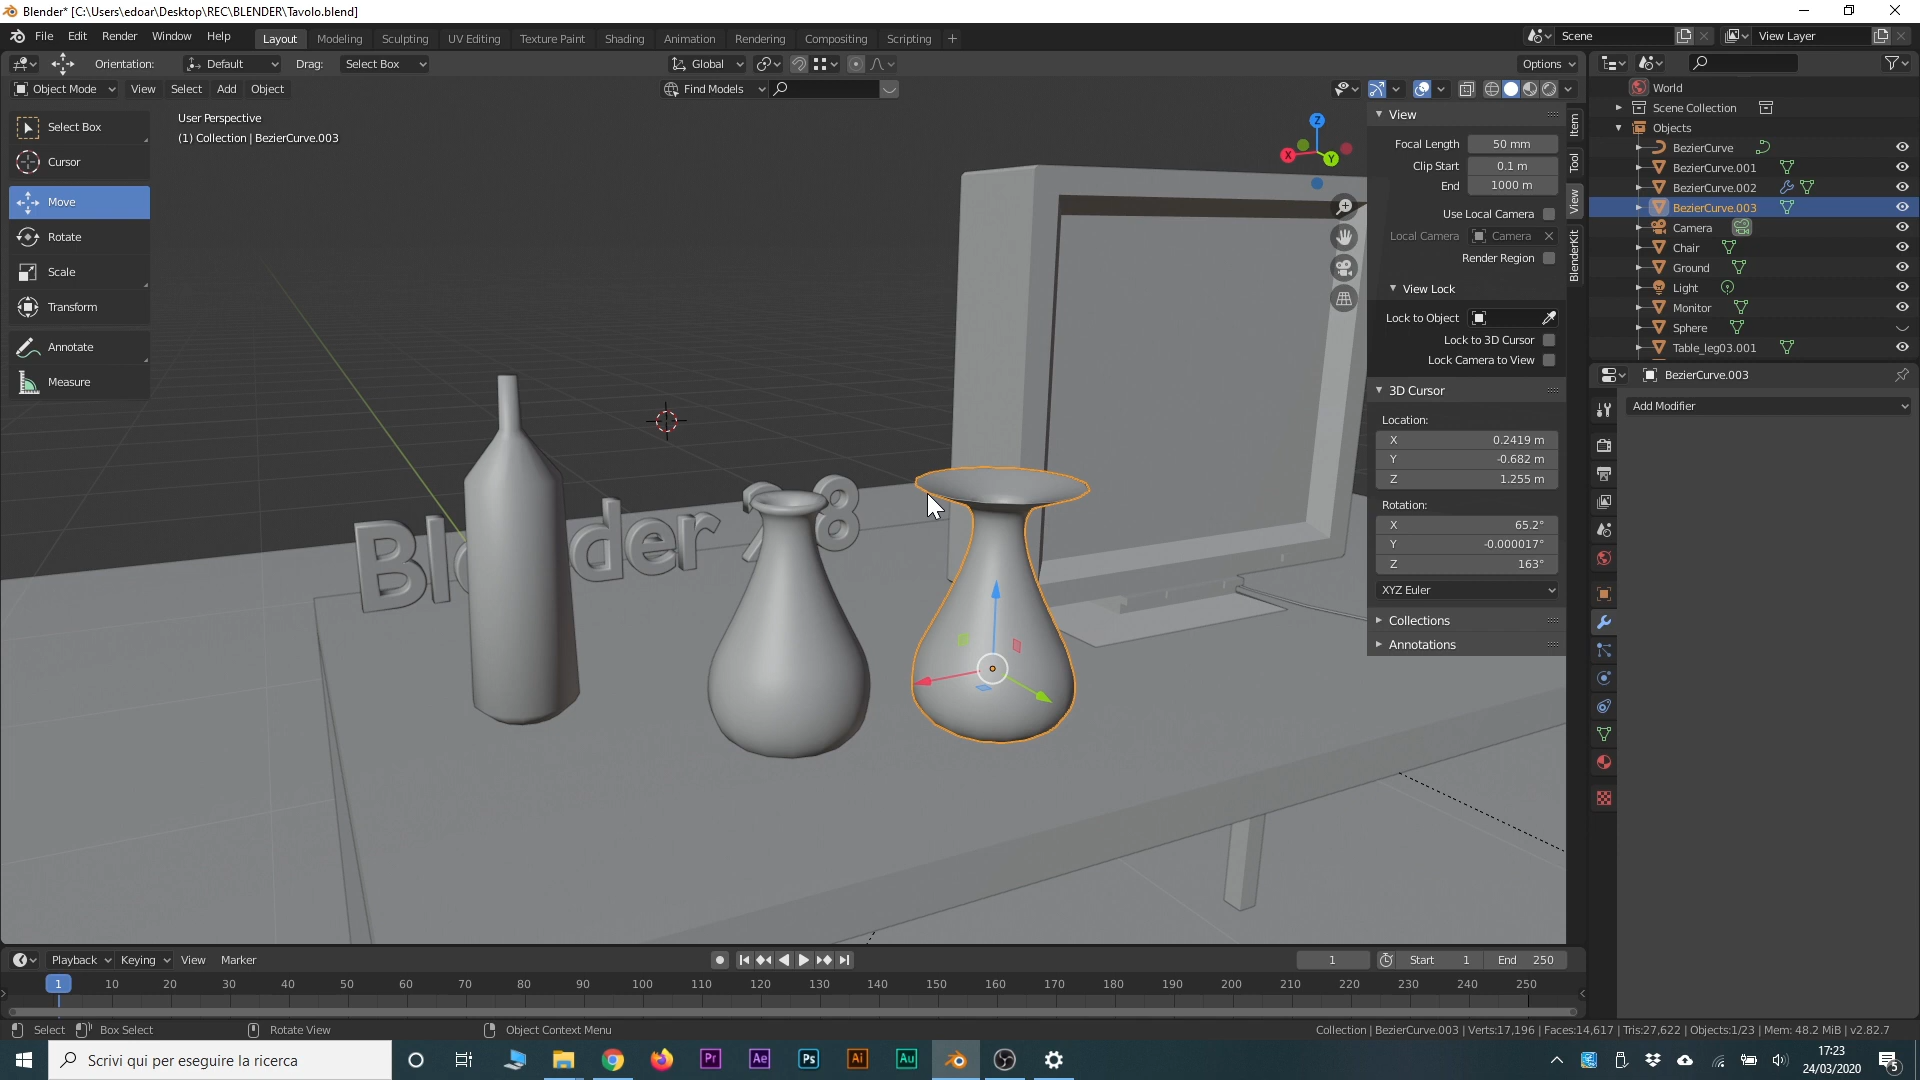 Blender* [C:\Users\edoar\Desktop\REC\BLENDER\Tavolo.blend]
File Edit Render Window Help Layout Modeling Sculpting UV Editing Texture Paint Shading Animation Rendering Compositing Scripting + Scene View Layer
Orientation: Default Drag: Select Box Global Options
Object Mode View Select Add Object Find Models
User Perspective
(1) Collection | BezierCurve.003
Select Box
Cursor
Move
Rotate
Scale
Transform
Annotate
Measure
Blender 8
Z
X
Y
View
Focal Length 50 mm
Clip Start 0.1 m
End 1000 m
Use Local Camera
Local Camera Camera
Render Region
View Lock
Lock to Object
Lock to 3D Cursor
Lock Camera to View
3D Cursor
Location:
X 0.2419 m
Y -0.682 m
Z 1.255 m
Rotation:
X 65.2°
Y -0.000017°
Z 163°
XYZ Euler
Collections
Annotations
Item
Tool
View
BlenderKit
World
Scene Collection
Objects
BezierCurve
BezierCurve.001
BezierCurve.002
BezierCurve.003
Camera
Chair
Ground
Light
Monitor
Sphere
Table_leg03.001
BezierCurve.003
Add Modifier
Playback Keying View Marker 1 Start 1 End 250
1 10 20 30 40 50 60 70 80 90 100 110 120 130 140 150 160 170 180 190 200 210 220 230 240 250
Select Box Select Rotate View Object Context Menu Collection | BezierCurve.003 | Verts:17,196 | Faces:14,617 | Tris:27,622 | Objects:1/23 | Mem: 48.2 MiB | v2.82.7
Scrivi qui per eseguire la ricerca
Pr Ae Ps Ai Au
17:23
24/03/2020
5